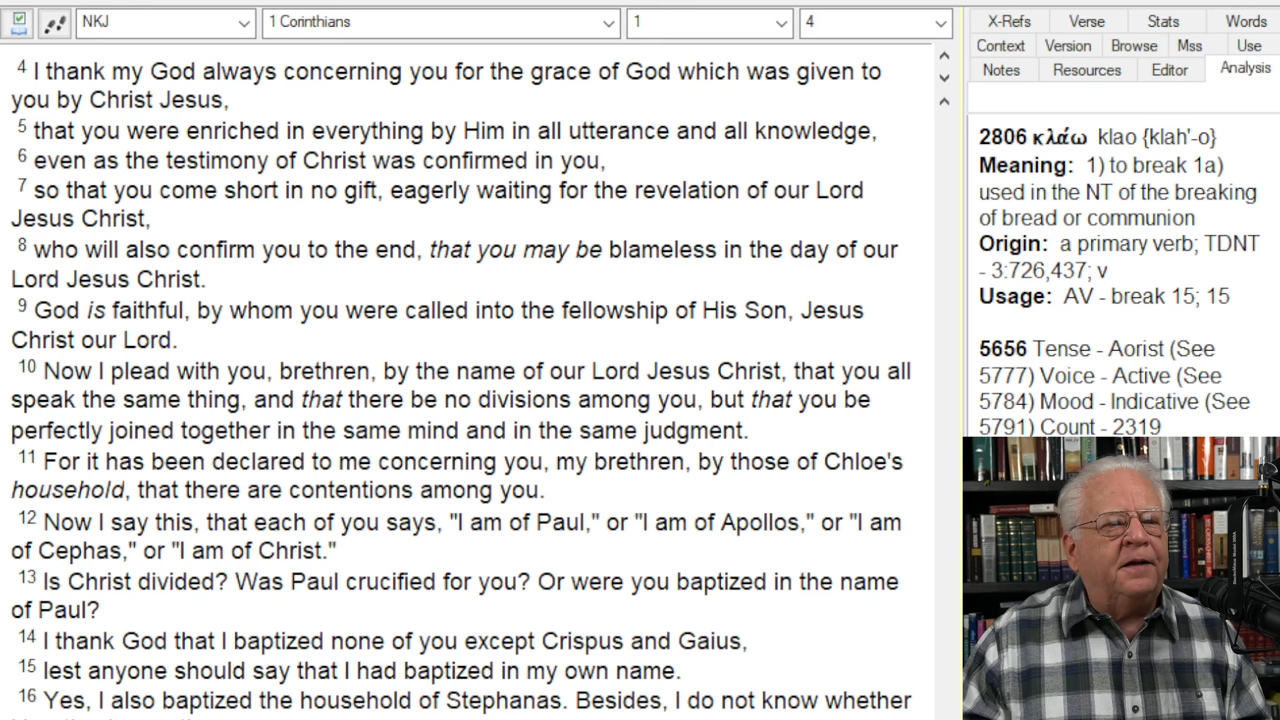 NKJ 1 Corinthians 1 4
4 I thank my God always concerning you for the grace of God which was given to
you by Christ Jesus,
5 that you were enriched in everything by Him in all utterance and all knowledge,
6 even as the testimony of Christ was confirmed in you,
7 so that you come short in no gift, eagerly waiting for the revelation of our Lord
Jesus Christ,
8 who will also confirm you to the end, that you may be blameless in the day of our
Lord Jesus Christ.
9 God is faithful, by whom you were called into the fellowship of His Son, Jesus
Christ our Lord.
10 Now I plead with you, brethren, by the name of our Lord Jesus Christ, that you all
speak the same thing, and that there be no divisions among you, but that you be
perfectly joined together in the same mind and in the same judgment.
11 For it has been declared to me concerning you, my brethren, by those of Chloe's
household, that there are contentions among you.
12 Now I say this, that each of you says, "I am of Paul," or "I am of Apollos," or "I am
of Cephas," or "I am of Christ."
13 Is Christ divided? Was Paul crucified for you? Or were you baptized in the name
of Paul?
14 I thank God that I baptized none of you except Crispus and Gaius,
15 lest anyone should say that I had baptized in my own name.
16 Yes, I also baptized the household of Stephanas. Besides, I do not know whether
X-Refs Verse Stats Words
Context Version Browse Mss Use
Notes Resources Editor Analysis
2806 κλάω klao {klah'-o}
Meaning: 1) to break 1a)
used in the NT of the breaking
of bread or communion
Origin: a primary verb; TDNT
- 3:726,437; v
Usage: AV - break 15; 15
5656 Tense - Aorist (See
5777) Voice - Active (See
5784) Mood - Indicative (See
5791) Count - 2319